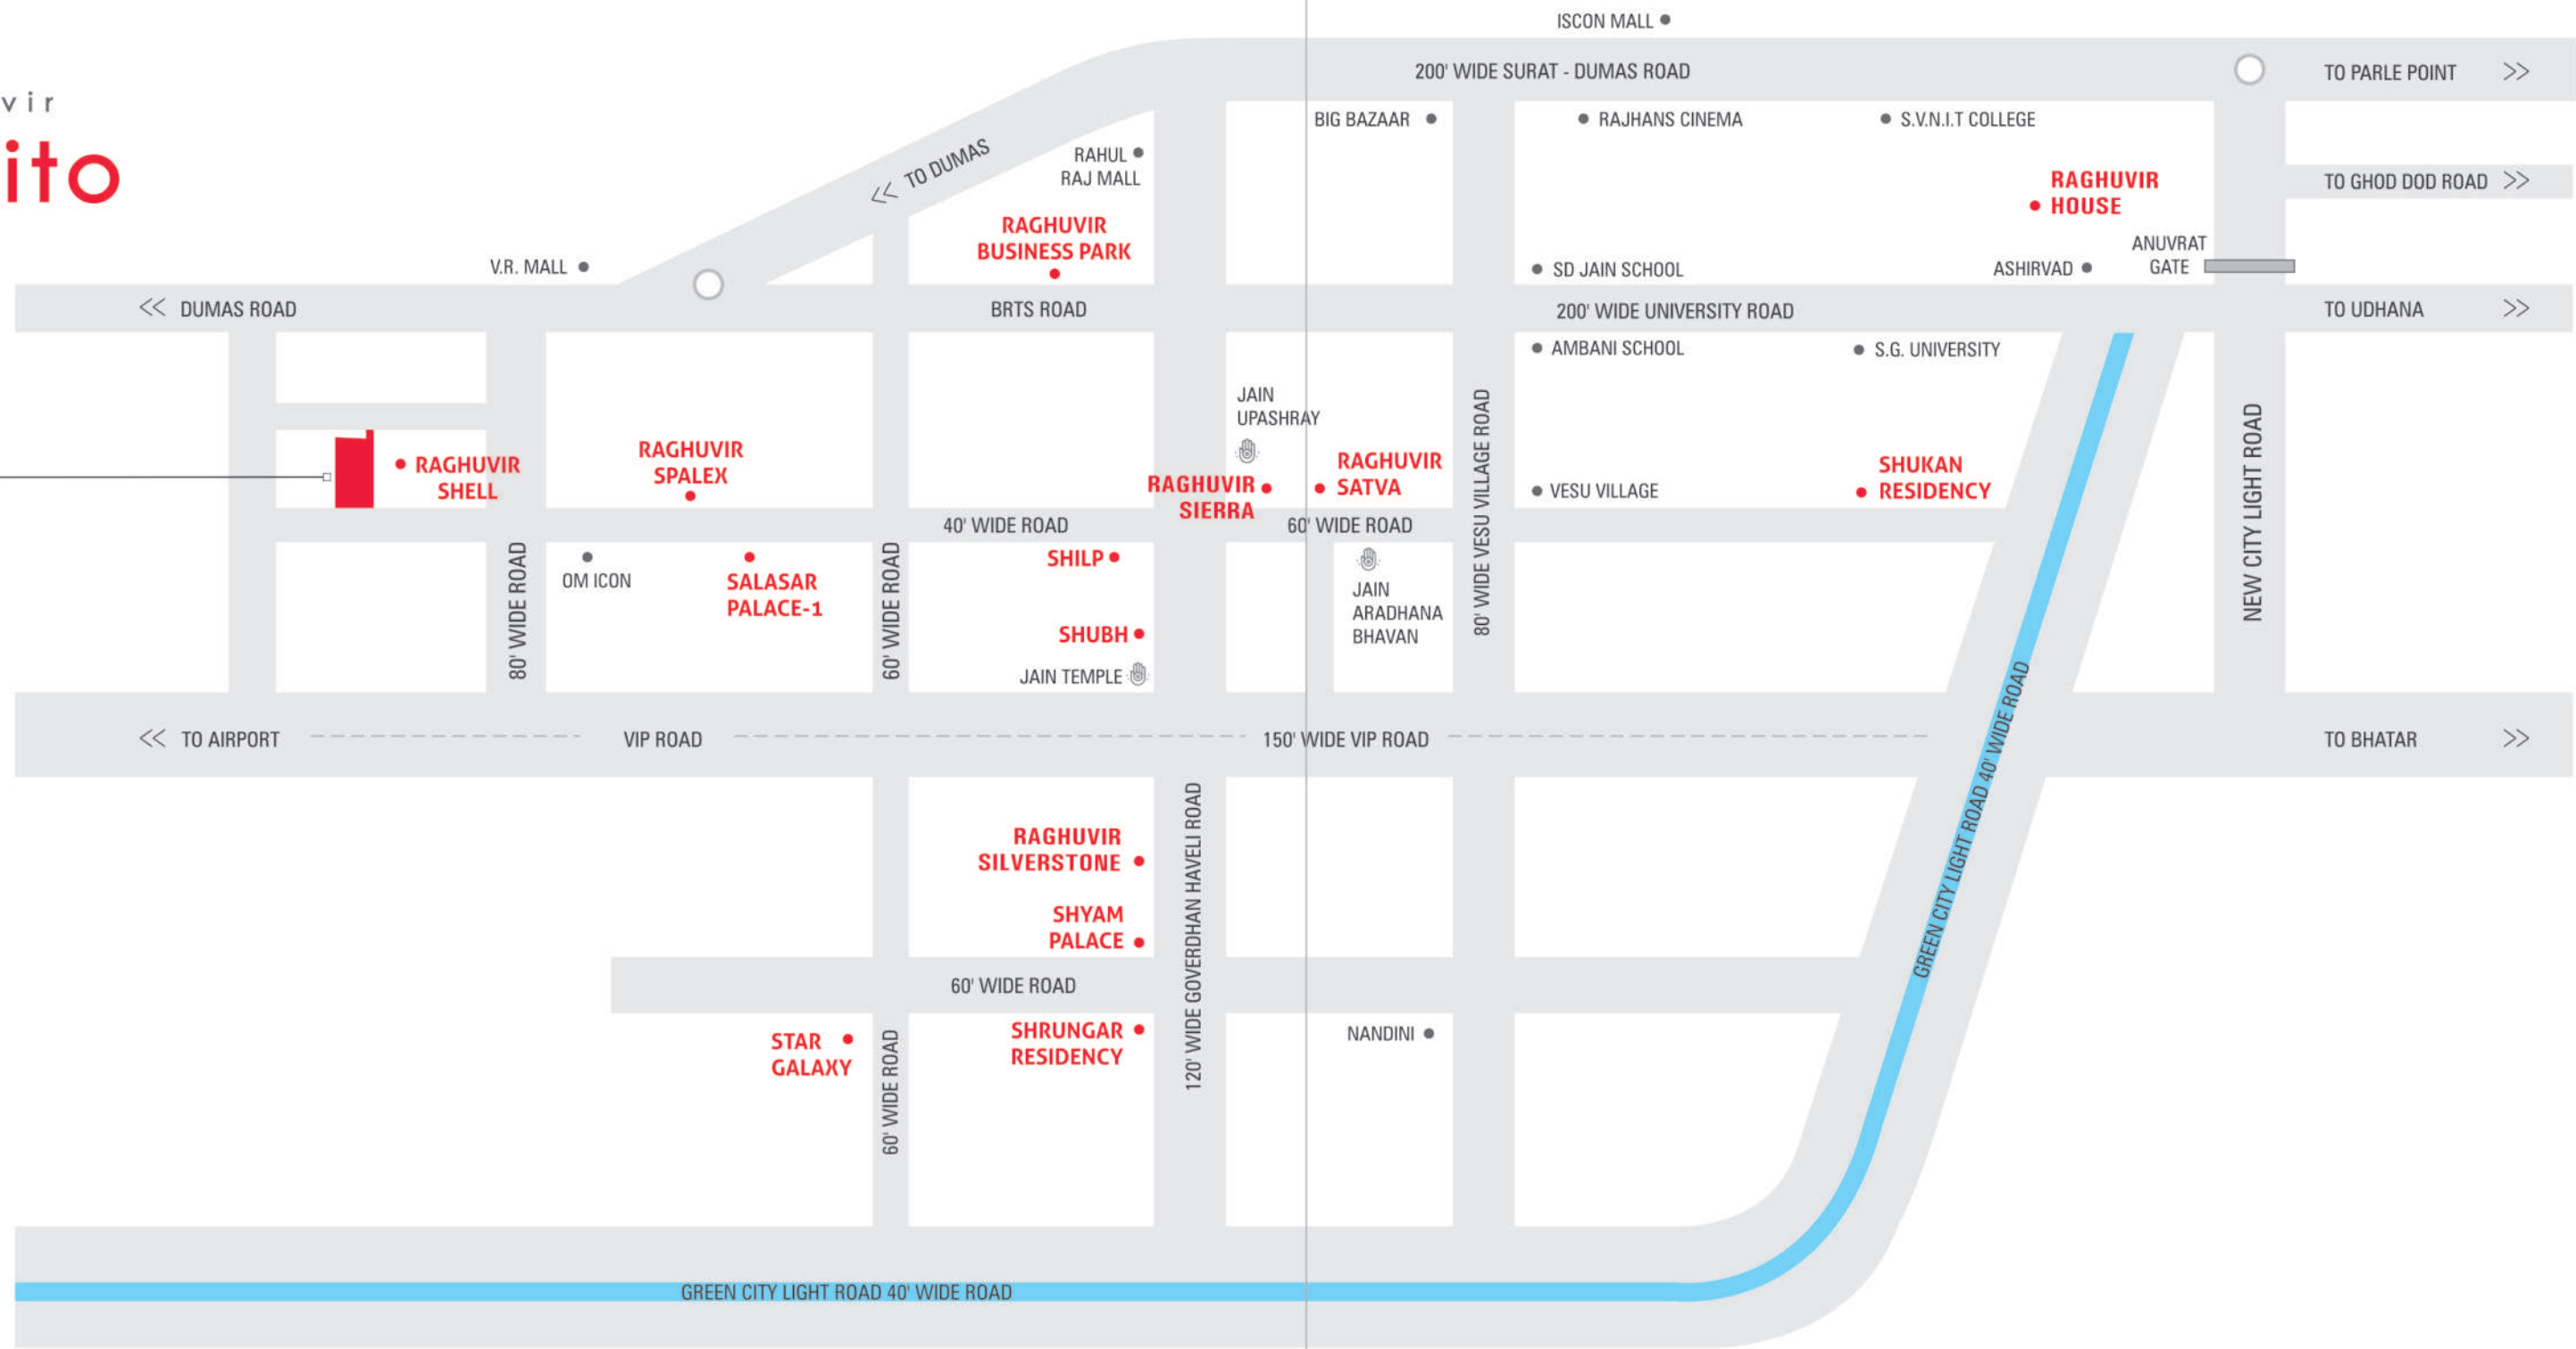 ISCON MALL
200' WIDE SURAT - DUMAS ROAD
TO PARLE POINT >>
vir
ito
BIG BAZAAR
RAJHANS CINEMA
S.V.N.I.T COLLEGE
<< TO DUMAS
RAHUL
RAJ MALL
RAGHUVIR
HOUSE
TO GHOD DOD ROAD >>
RAGHUVIR
BUSINESS PARK
V.R. MALL
SD JAIN SCHOOL
ASHIRVAD
ANUVRAT
GATE
<< DUMAS ROAD
BRTS ROAD
200' WIDE UNIVERSITY ROAD
TO UDHANA >>
AMBANI SCHOOL
S.G. UNIVERSITY
JAIN
UPASHRAY
RAGHUVIR
SHELL
RAGHUVIR
SPALEX
RAGHUVIR
SIERRA
RAGHUVIR
SATVA
80' WIDE VESU VILLAGE ROAD
VESU VILLAGE
SHUKAN
RESIDENCY
NEW CITY LIGHT ROAD
40' WIDE ROAD
60' WIDE ROAD
80' WIDE ROAD
OM ICON
SALASAR
PALACE-1
60' WIDE ROAD
SHILP
SHUBH
JAIN TEMPLE
JAIN
ARADHANA
BHAVAN
<< TO AIRPORT
VIP ROAD
150' WIDE VIP ROAD
GREEN CITY LIGHT ROAD 40' WIDE ROAD
TO BHATAR >>
RAGHUVIR
SILVERSTONE
SHYAM
PALACE
120' WIDE GOVERDHAN HAVELI ROAD
60' WIDE ROAD
STAR
GALAXY
60' WIDE ROAD
SHRUNGAR
RESIDENCY
NANDINI
GREEN CITY LIGHT ROAD 40' WIDE ROAD